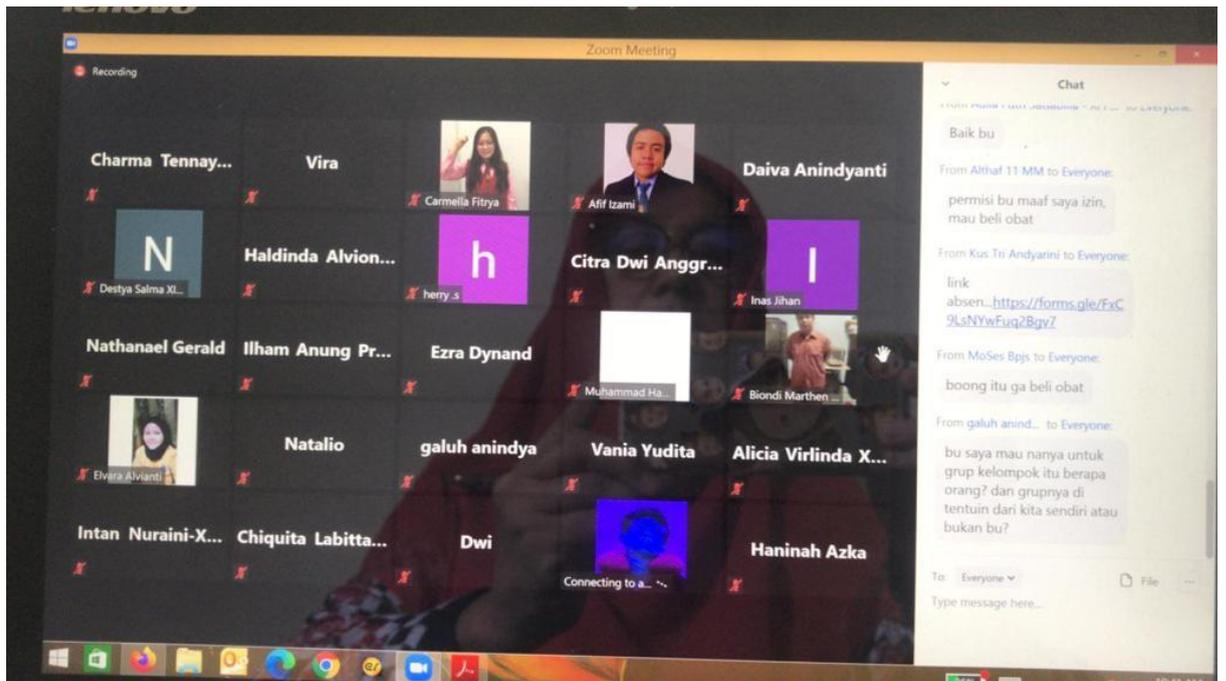 lenovo
Zoom Meeting
Recording
Charma Tennay...
Vira
Carmella Fitrya
Afif Izami
Daiva Anindyanti
N
Destya Salma XI...
Haldinda Alvion...
h
herry .s
Citra Dwi Anggr...
I
Inas Jihan
Nathanael Gerald
Ilham Anung Pr...
Ezra Dynand
Muhammad Ha...
Biondi Marthen ...
Elvara Alvianti
Natalio
galuh anindya
Vania Yudita
Alicia Virlinda X...
Intan Nuraini-X...
Chiquita Labitta...
Dwi
Connecting to a...
Haninah Azka
Chat
to Everyone:
Baik bu
From Althaf 11 MM to Everyone:
permisi bu maaf saya izin,
mau beli obat
From Kus Tri Andyarini to Everyone:
link
absen...https://forms.gle/FxC
9LsNYwFuq2Bgv7
From MoSes Bpjs to Everyone:
boong itu ga beli obat
From galuh anind... to Everyone:
bu saya mau nanya untuk
grup kelompok itu berapa
orang? dan grupnya di
tentuin dari kita sendiri atau
bukan bu?
To: Everyone
File
Type message here...